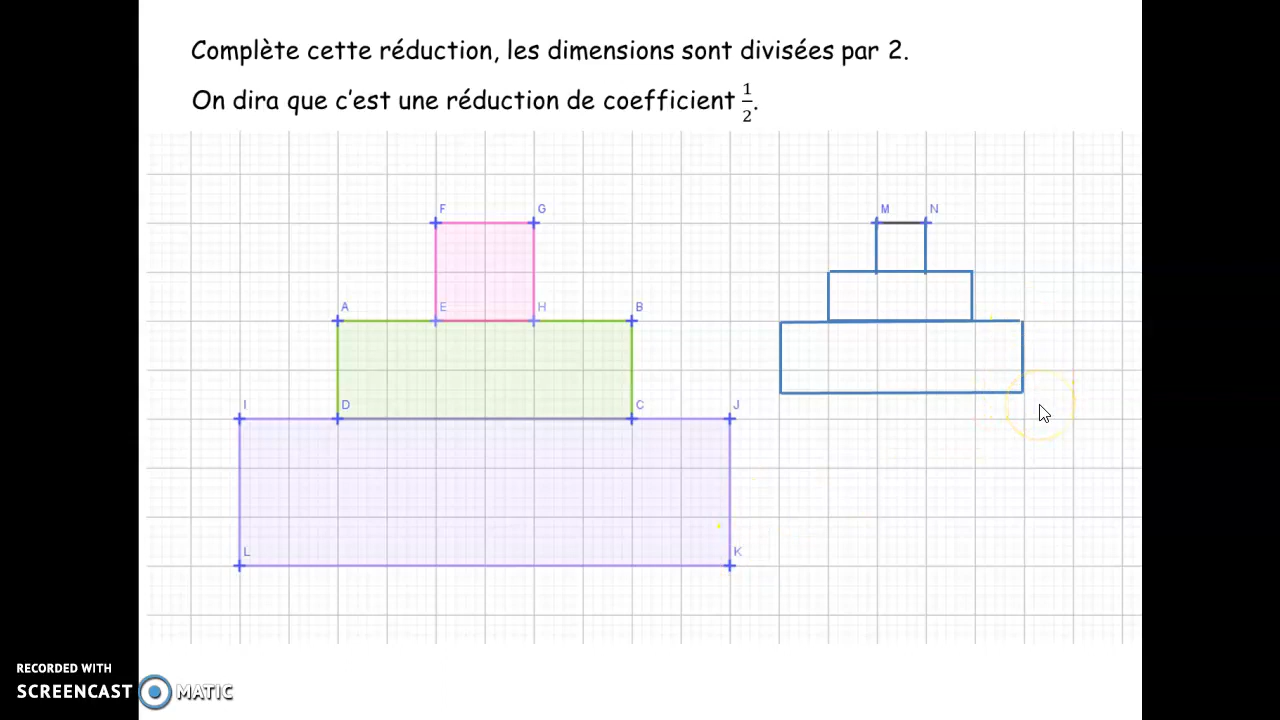 Complète cette réduction, les dimensions sont divisées par 2.
On dira que c'est une réduction de coefficient 1/2.
F G M N
A E H B
I D C J
L K
RECORDED WITH
SCREENCAST MATIC